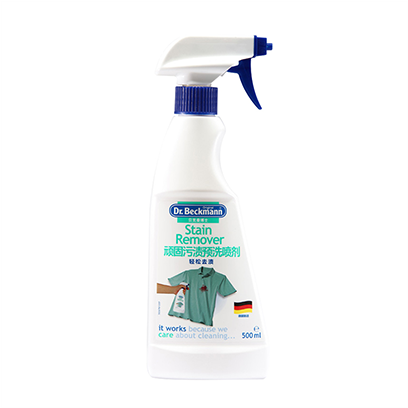 Dr. Beckmann
Stain
Remover
顽固污渍预洗喷剂
轻松去渍
it works because we
care about cleaning...
500ml